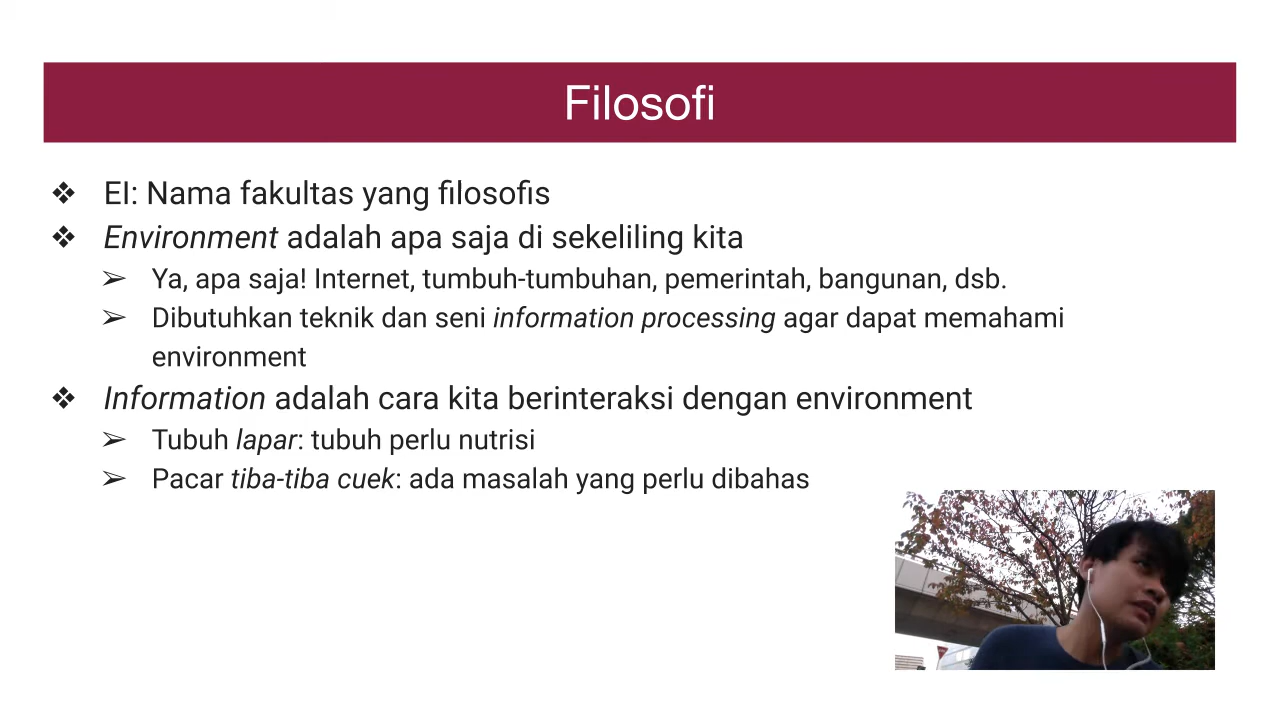 Filosofi
❖ EI: Nama fakultas yang filosofis
❖ Environment adalah apa saja di sekeliling kita
➢ Ya, apa saja! Internet, tumbuh-tumbuhan, pemerintah, bangunan, dsb.
➢ Dibutuhkan teknik dan seni information processing agar dapat memahami
environment
❖ Information adalah cara kita berinteraksi dengan environment
➢ Tubuh lapar: tubuh perlu nutrisi
➢ Pacar tiba-tiba cuek: ada masalah yang perlu dibahas